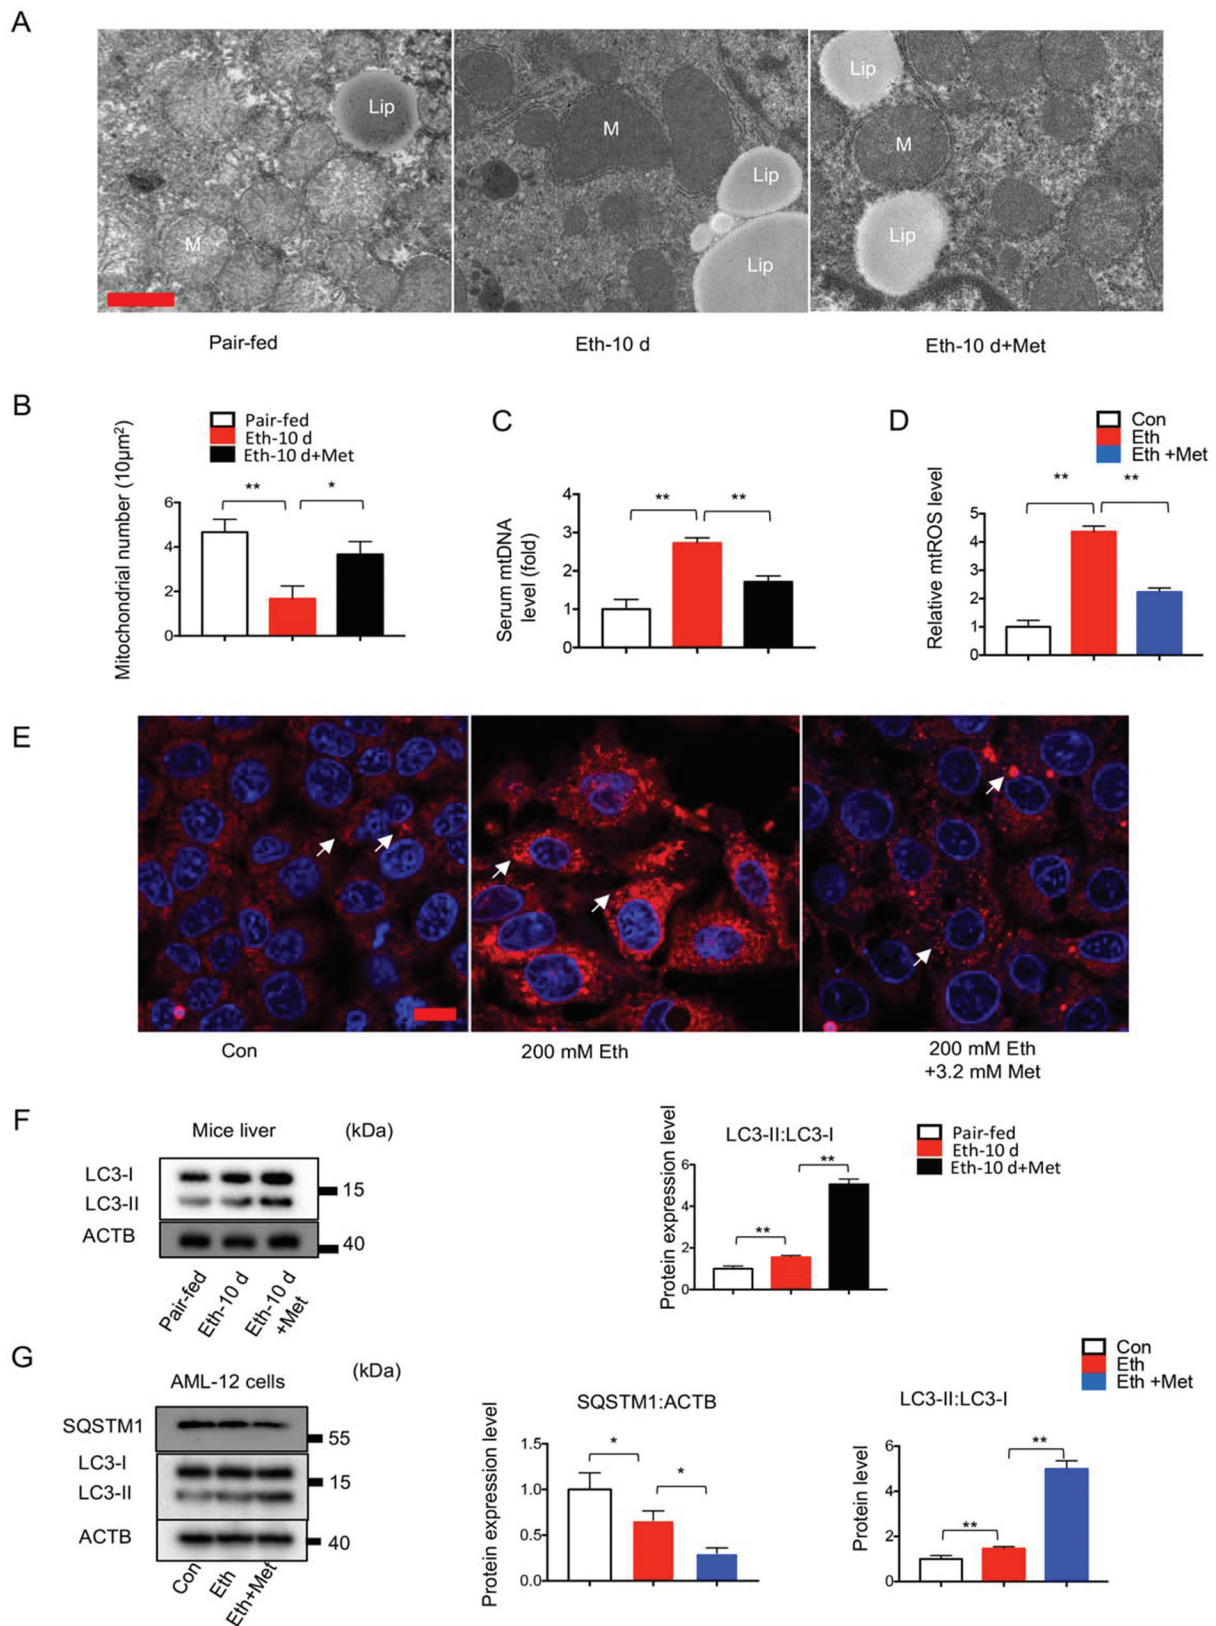 A
Lip
M
M
Lip
Lip
Lip
M
Lip
Pair-fed
Eth-10 d
Eth-10 d+Met
B
Pair-fed
Eth-10 d
Eth-10 d+Met
Mitochondrial number (10µm²)
** *
6
4
2
0
C
Serum mtDNA
level (fold)
** **
4
3
2
1
0
D
Con
Eth
Eth +Met
Relative mtROS level
** **
5
4
3
2
1
0
E
Con
200 mM Eth
200 mM Eth
+3.2 mM Met
F
Mice liver (kDa)
LC3-I
LC3-II
15
ACTB
40
Pair-fed
Eth-10 d
Eth-10 d
+Met
Protein expression level
LC3-II:LC3-I
Pair-fed
Eth-10 d
Eth-10 d+Met
**
**
6
4
2
0
G
AML-12 cells (kDa)
SQSTM1
55
LC3-I
LC3-II
15
ACTB
40
Con
Eth
Eth+Met
SQSTM1:ACTB
Protein expression level
*
*
1.5
1.0
0.5
0.0
Con
Eth
Eth +Met
LC3-II:LC3-I
Protein level
**
**
6
4
2
0